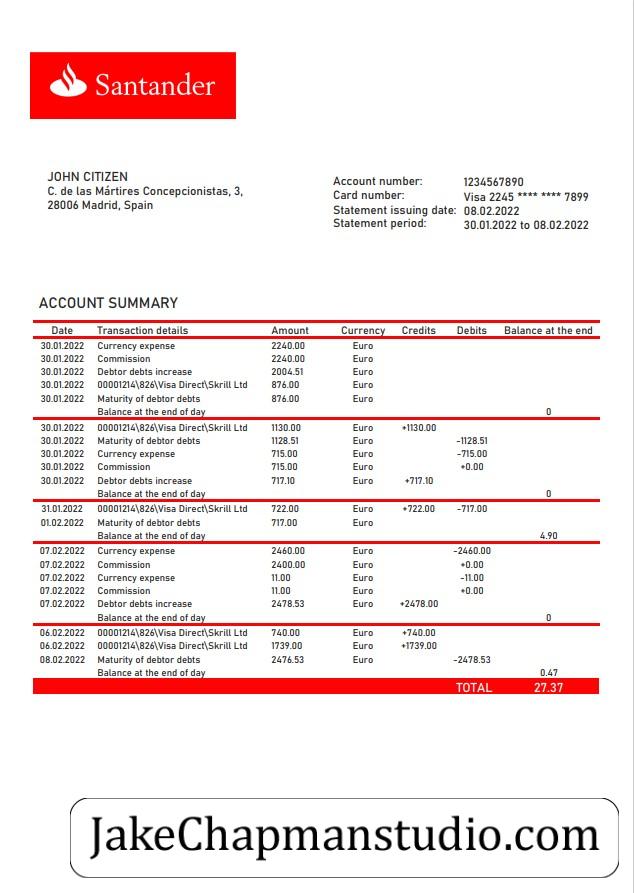 Santander
JOHN CITIZEN
C. de las Mártires Concepcionistas, 3,
28006 Madrid, Spain
Account number: 1234567890
Card number: Visa 2245 **** **** 7899
Statement issuing date: 08.02.2022
Statement period: 30.01.2022 to 08.02.2022
ACCOUNT SUMMARY
Date Transaction details Amount Currency Credits Debits Balance at the end
30.01.2022 Currency expense 2240.00 Euro
30.01.2022 Commission 2240.00 Euro
30.01.2022 Debtor debts increase 2004.51 Euro
30.01.2022 00001214\826\Visa Direct\Skrill Ltd 876.00 Euro
30.01.2022 Maturity of debtor debts 876.00 Euro
Balance at the end of day 0
30.01.2022 00001214\826\Visa Direct\Skrill Ltd 1130.00 Euro +1130.00
30.01.2022 Maturity of debtor debts 1128.51 Euro -1128.51
30.01.2022 Currency expense 715.00 Euro -715.00
30.01.2022 Commission 715.00 Euro +0.00
30.01.2022 Debtor debts increase 717.10 Euro +717.10
Balance at the end of day 0
31.01.2022 00001214\826\Visa Direct\Skrill Ltd 722.00 Euro +722.00 -717.00
01.02.2022 Maturity of debtor debts 717.00 Euro
Balance at the end of day 4.90
07.02.2022 Currency expense 2460.00 Euro -2460.00
07.02.2022 Commission 2400.00 Euro +0.00
07.02.2022 Currency expense 11.00 Euro -11.00
07.02.2022 Commission 11.00 Euro +0.00
07.02.2022 Debtor debts increase 2478.53 Euro +2478.00
Balance at the end of day 0
06.02.2022 00001214\826\Visa Direct\Skrill Ltd 740.00 Euro +740.00
06.02.2022 00001214\826\Visa Direct\Skrill Ltd 1739.00 Euro +1739.00
08.02.2022 Maturity of debtor debts 2476.53 Euro -2478.53
Balance at the end of day 0.47
TOTAL 27.37
JakeChapmanstudio.com